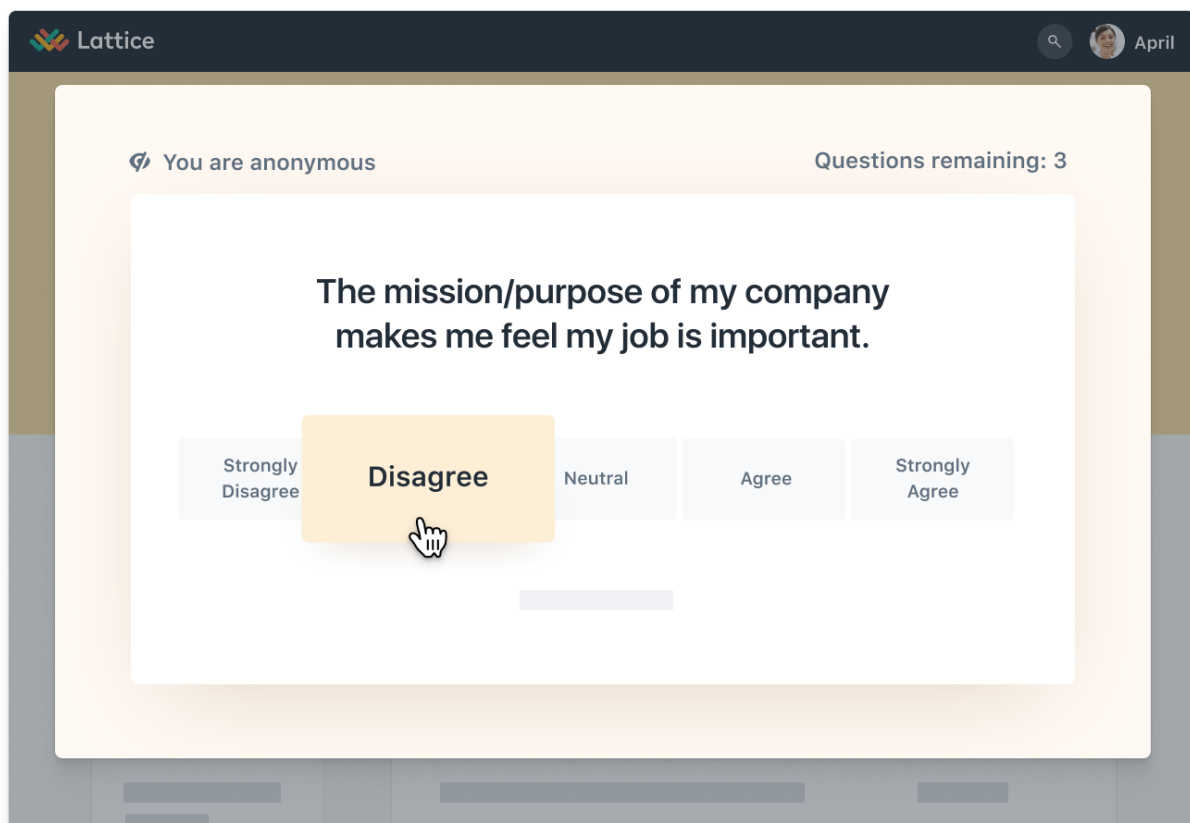 Lattice
April
You are anonymous
Questions remaining: 3
The mission/purpose of my company
makes me feel my job is important.
Strongly
Disagree
Disagree
Neutral
Agree
Strongly
Agree